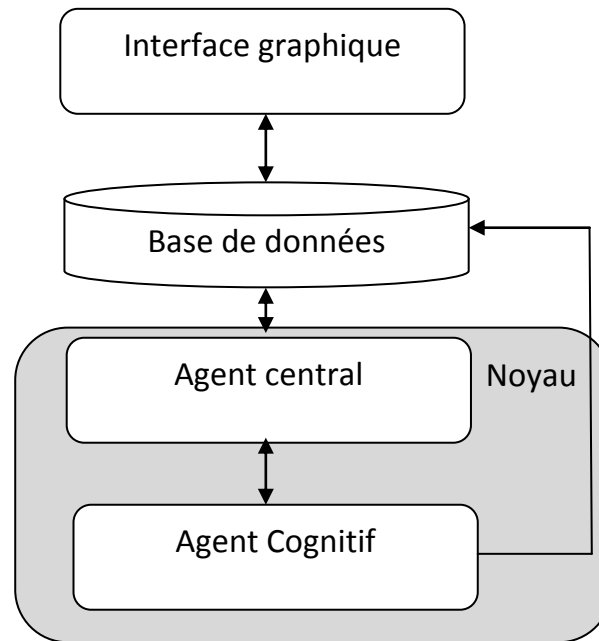 Interface graphique
Base de données
Agent central
Noyau
Agent Cognitif